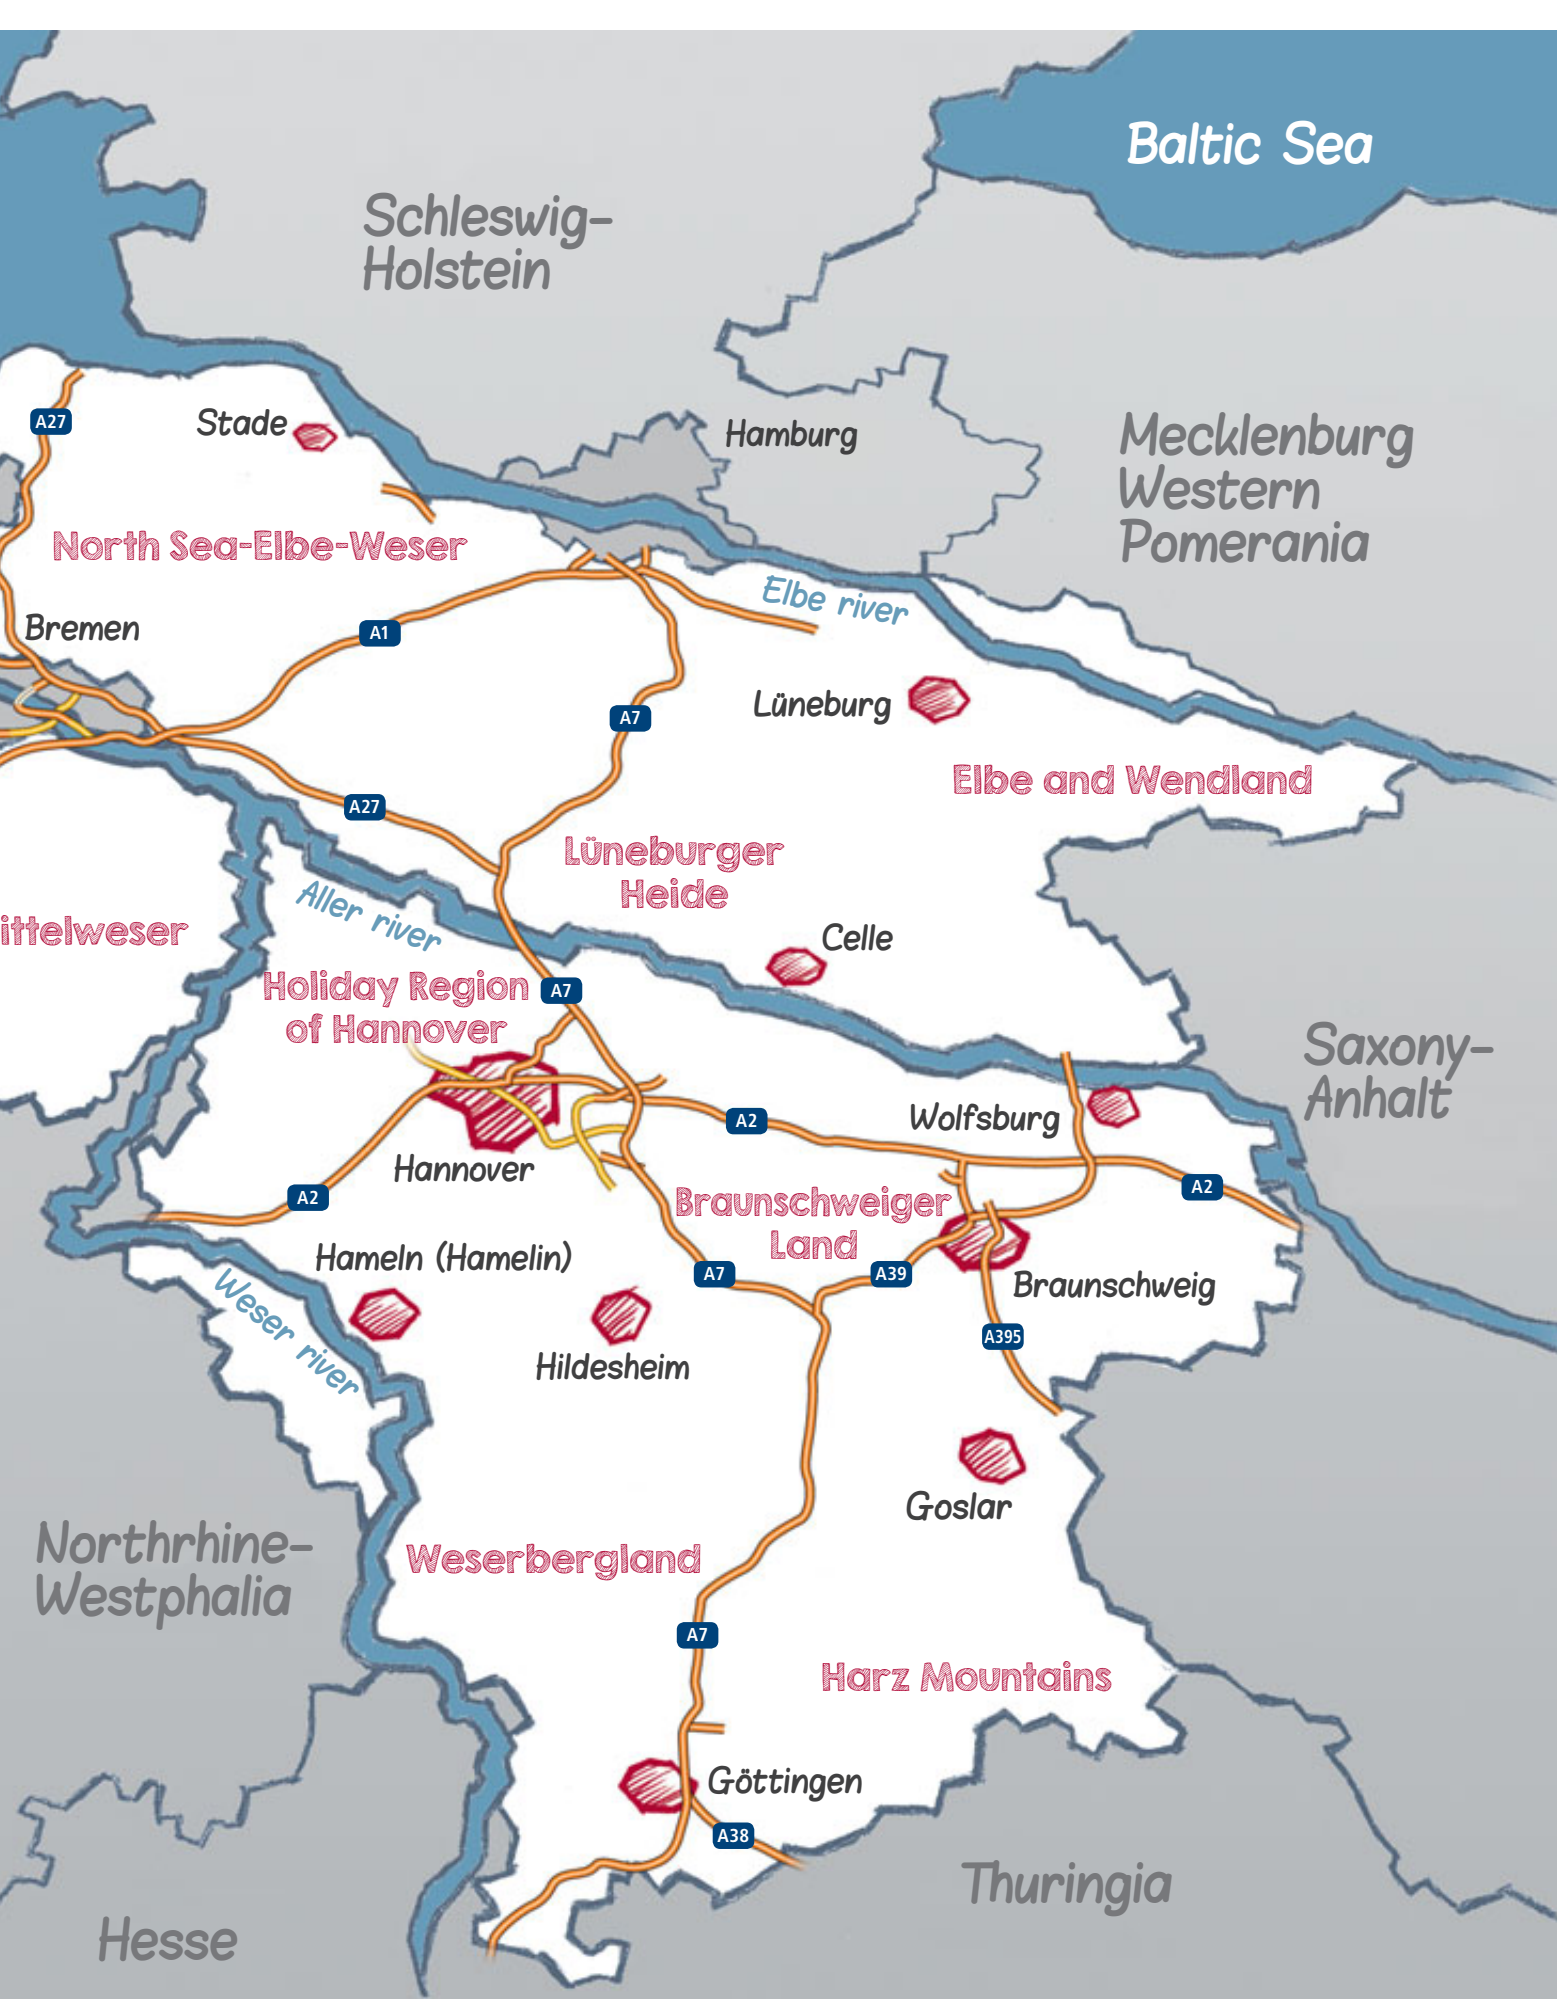 Baltic Sea
Schleswig-
Holstein
A27
Stade
Hamburg
Mecklenburg
Western
Pomerania
North Sea-Elbe-Weser
Elbe river
Bremen
A1
Lüneburg
A7
Elbe and Wendland
A27
Lüneburger
Heide
Aller river
ittelweser
Celle
Holiday Region
of Hannover
A7
Saxony-
Anhalt
Wolfsburg
A2
Hannover
A2
A2
Braunschweiger
Land
Hameln (Hamelin)
A7
A39
Braunschweig
Weser river
A395
Hildesheim
Goslar
Northrhine-
Westphalia
Weserbergland
A7
Harz Mountains
Göttingen
A38
Thuringia
Hesse